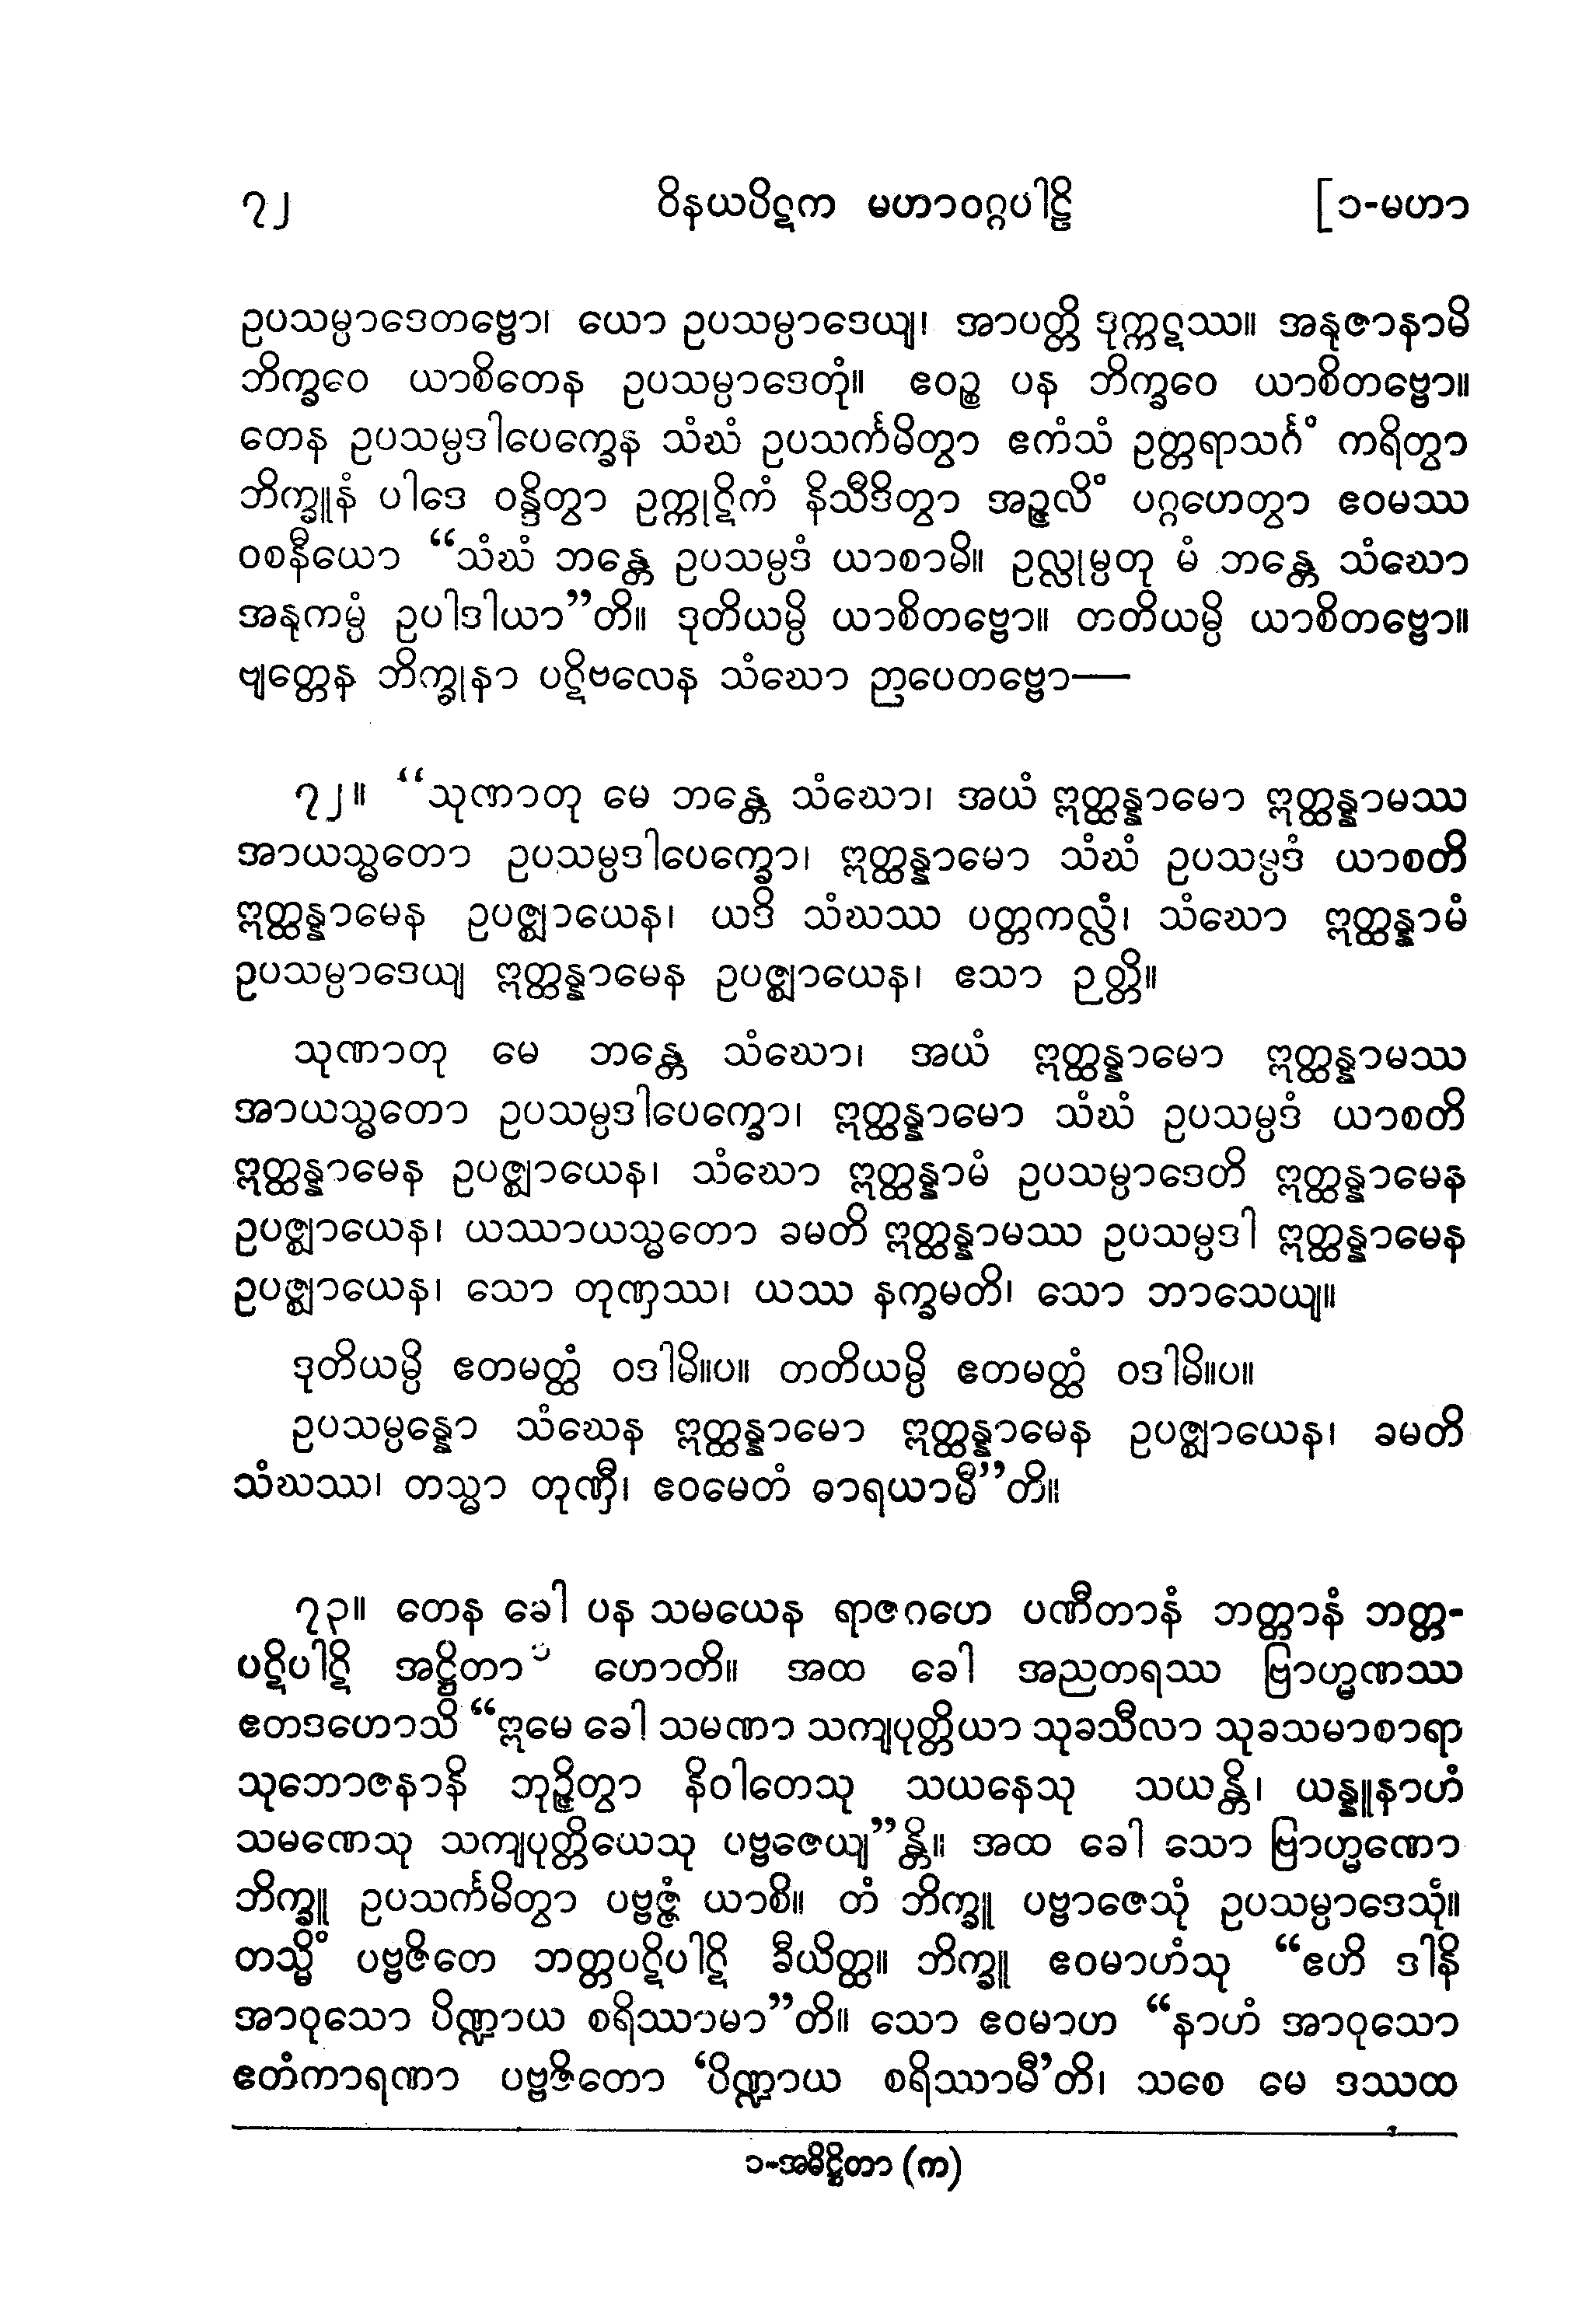 ၇၂ ဝိနယပိဋက မဟာဝဂ္ဂပါဠိ [၁-မဟာ
ဥပသမ္ပာဒေတဗ္ဗော၊ ယော ဥပသမ္ပာဒေယျ၊ အာပတ္တိ ဒုက္ကဋဿ။ အနုဇာနာမိ
ဘိက္ခဝေ ယာစိတေန ဥပသမ္ပာဒေတုံ။ ဧဝဉ္စ ပန ဘိက္ခဝေ ယာစိတဗ္ဗော။
တေန ဥပသမ္ပဒါပေက္ခေန သံဃံ ဥပသင်္ကမိတွာ ဧကံသံ ဥတ္တရာသင်္ဂံ ကရိတွာ
ဘိက္ခူနံ ပါဒေ ဝန္ဒိတွာ ဥက္ကုဋိကံ နိသီဒိတွာ အဉ္ဇလိံ ပဂ္ဂဟေတွာ ဧဝမဿ
ဝစနီယော “သံဃံ ဘန္တေ ဥပသမ္ပဒံ ယာစာမိ။ ဥလ္လုမ္ပတု မံ ဘန္တေ သံဃော
အနုကမ္ပံ ဥပါဒါယာ”တိ။ ဒုတိယမ္ပိ ယာစိတဗ္ဗော။ တတိယမ္ပိ ယာစိတဗ္ဗော။
ဗျတ္တေန ဘိက္ခုနာ ပဋိဗလေန သံဃော ဉာပေတဗ္ဗော—
၇၂။ “သုဏာတု မေ ဘန္တေ သံဃော၊ အယံ ဣတ္ထန္နာမော ဣတ္ထန္နာမဿ
အာယသ္မတော ဥပသမ္ပဒါပေက္ခော၊ ဣတ္ထန္နာမော သံဃံ ဥပသမ္ပဒံ ယာစတိ
ဣတ္ထန္နာမေန ဥပဇ္ဈာယေန၊ ယဒိ သံဃဿ ပတ္တကလ္လံ၊ သံဃော ဣတ္ထန္နာမံ
ဥပသမ္ပာဒေယျ ဣတ္ထန္နာမေန ဥပဇ္ဈာယေန၊ ဧသာ ဉတ္တိ။
သုဏာတု မေ ဘန္တေ သံဃော၊ အယံ ဣတ္ထန္နာမော ဣတ္ထန္နာမဿ
အာယသ္မတော ဥပသမ္ပဒါပေက္ခော၊ ဣတ္ထန္နာမော သံဃံ ဥပသမ္ပဒံ ယာစတိ
ဣတ္ထန္နာမေန ဥပဇ္ဈာယေန၊ သံဃော ဣတ္ထန္နာမံ ဥပသမ္ပာဒေတိ ဣတ္ထန္နာမေန
ဥပဇ္ဈာယေန၊ ယဿာယသ္မတော ခမတိ ဣတ္ထန္နာမဿ ဥပသမ္ပဒါ ဣတ္ထန္နာမေန
ဥပဇ္ဈာယေန၊ သော တုဏှဿ၊ ယဿ နက္ခမတိ၊ သော ဘာသေယျ။
ဒုတိယမ္ပိ ဧတမတ္ထံ ဝဒါမိ။ပ။ တတိယမ္ပိ ဧတမတ္ထံ ဝဒါမိ။ပ။
ဥပသမ္ပန္နော သံဃေန ဣတ္ထန္နာမော ဣတ္ထန္နာမေန ဥပဇ္ဈာယေန၊ ခမတိ
သံဃဿ၊ တသ္မာ တုဏှီ၊ ဧဝမေတံ ဓာရယာမီ”တိ။
၇၃။ တေန ခေါ ပန သမယေန ရာဇဂဟေ ပဏီတာနံ ဘတ္တာနံ ဘတ္တ-
ပဋိပါဋိ အဋ္ဌိတာ ၁ ဟောတိ။ အထ ခေါ အညတရဿ ဗြာဟ္မဏဿ
ဧတဒဟောသိ “ဣမေ ခေါ သမဏာ သကျပုတ္တိယာ သုခသီလာ သုခသမာစာရာ
သုဘောဇနာနိ ဘုဉ္ဇိတွာ နိဝါတေသု သယနေသု သယန္တိ၊ ယန္နူနာဟံ
သမဏေသု သကျပုတ္တိယေသု ပဗ္ဗဇေယျ”န္တိ။ အထ ခေါ သော ဗြာဟ္မဏော
ဘိက္ခူ ဥပသင်္ကမိတွာ ပဗ္ဗဇ္ဇံ ယာစိ။ တံ ဘိက္ခူ ပဗ္ဗာဇေသုံ ဥပသမ္ပာဒေသုံ။
တသ္မိံ ပဗ္ဗဇိတေ ဘတ္တပဋိပါဋိ ခီယိတ္ထ။ ဘိက္ခူ ဧဝမာဟံသု “ဧဟိ ဒါနိ
အာဝုသော ပိဏ္ဍာယ စရိဿာမာ”တိ။ သော ဧဝမာဟ “နာဟံ အာဝုသော
ဧတံကာရဏာ ပဗ္ဗဇိတော ‘ပိဏ္ဍာယ စရိဿာမီ’တိ၊ သစေ မေ ဒဿထ
၁-အဓိဋ္ဌိတာ (က)